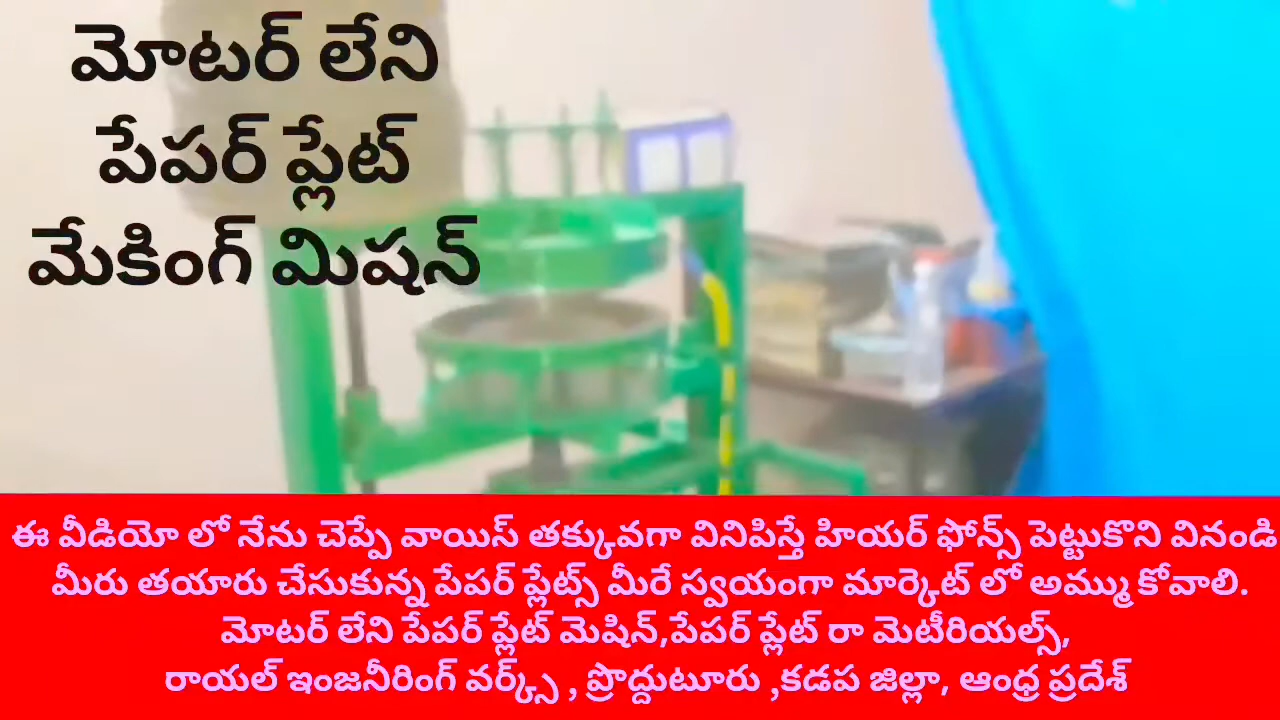 మోటర్ లేని
పేపర్ ప్లేట్
మేకింగ్ మిషన్
ఈ వీడియో లో నేను చెప్పే వాయిస్ తక్కువగా వినిపిస్తే హియర్ ఫోన్స్ పెట్టుకొని వినండి
మీరు తయారు చేసుకున్న పేపర్ ప్లేట్స్ మీరే స్వయంగా మార్కెట్ లో అమ్ము కోవాలి.
మోటర్ లేని పేపర్ ప్లేట్ మెషిన్,పేపర్ ప్లేట్ రా మెటీరియల్స్,
రాయల్ ఇంజనీరింగ్ వర్క్స్ , ప్రొద్దుటూరు ,కడప జిల్లా, ఆంధ్ర ప్రదేశ్